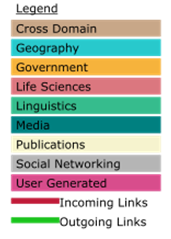 Legend
Cross Domain
Geography
Government
Life Sciences
Linguistics
Media
Publications
Social Networking
User Generated
Incoming Links
Outgoing Links